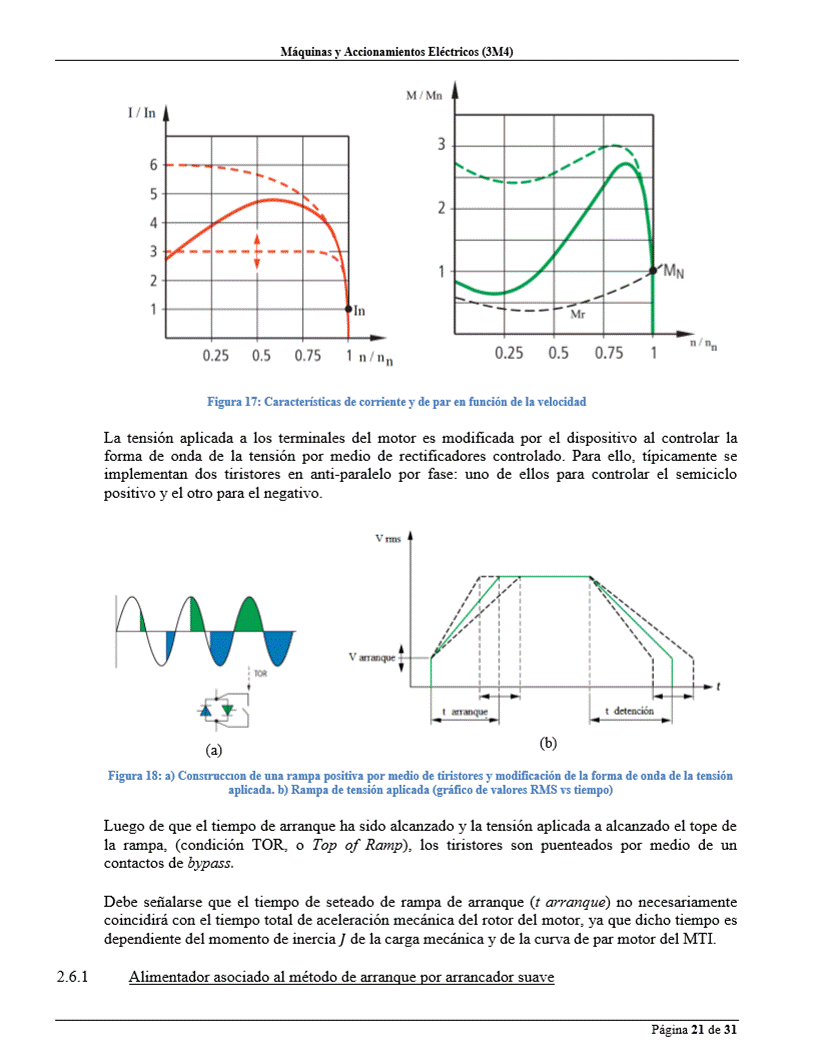 Máquinas y Accionamientos Eléctricos (3M4)
I / In
6
5
4
3
2
1
In
0.25 0.5 0.75 1 n / nn
M / Mn
3
2
1
MN
Mr
0.25 0.5 0.75 1
n / nn
Figura 17: Características de corriente y de par en función de la velocidad
La tensión aplicada a los terminales del motor es modificada por el dispositivo al controlar la
forma de onda de la tensión por medio de rectificadores controlado. Para ello, típicamente se
implementan dos tiristores en anti-paralelo por fase: uno de ellos para controlar el semiciclo
positivo y el otro para el negativo.
TOR
(a)
V rms
V arranque
t
t arranque
t detención
(b)
Figura 18: a) Construccion de una rampa positiva por medio de tiristores y modificación de la forma de onda de la tensión
aplicada. b) Rampa de tensión aplicada (gráfico de valores RMS vs tiempo)
Luego de que el tiempo de arranque ha sido alcanzado y la tensión aplicada a alcanzado el tope de
la rampa, (condición TOR, o Top of Ramp), los tiristores son puenteados por medio de un
contactos de bypass.
Debe señalarse que el tiempo de seteado de rampa de arranque (t arranque) no necesariamente
coincidirá con el tiempo total de aceleración mecánica del rotor del motor, ya que dicho tiempo es
dependiente del momento de inercia J de la carga mecánica y de la curva de par motor del MTI.
2.6.1 Alimentador asociado al método de arranque por arrancador suave
Página 21 de 31